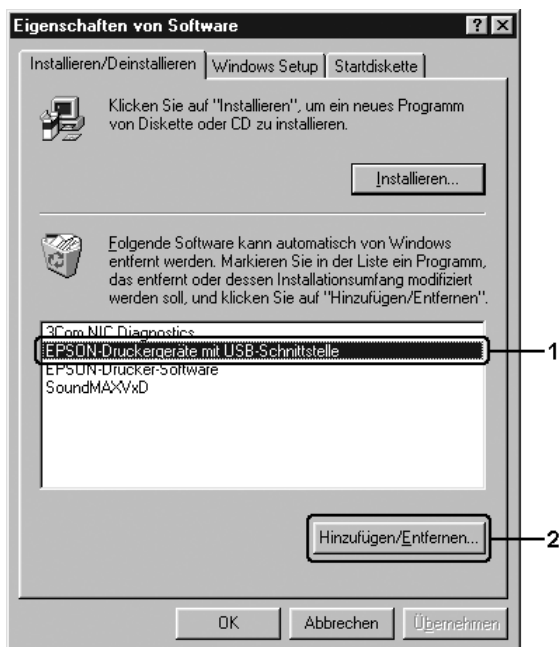 Eigenschaften von Software
Installieren/Deinstallieren Windows Setup Startdiskette
Klicken Sie auf "Installieren", um ein neues Programm
von Diskette oder CD zu installieren.
Installieren...
Folgende Software kann automatisch von Windows
entfernt werden. Markieren Sie in der Liste ein Programm,
das entfernt oder dessen Installationsumfang modifiziert
werden soll, und klicken Sie auf "Hinzufügen/Entfernen".
3Com NIC Diagnostics
EPSON-Druckergeräte mit USB-Schnittstelle
1
EPSON-Drucker-Software
SoundMAXVxD
Hinzufügen/Entfernen...
2
OK Abbrechen Übernehmen